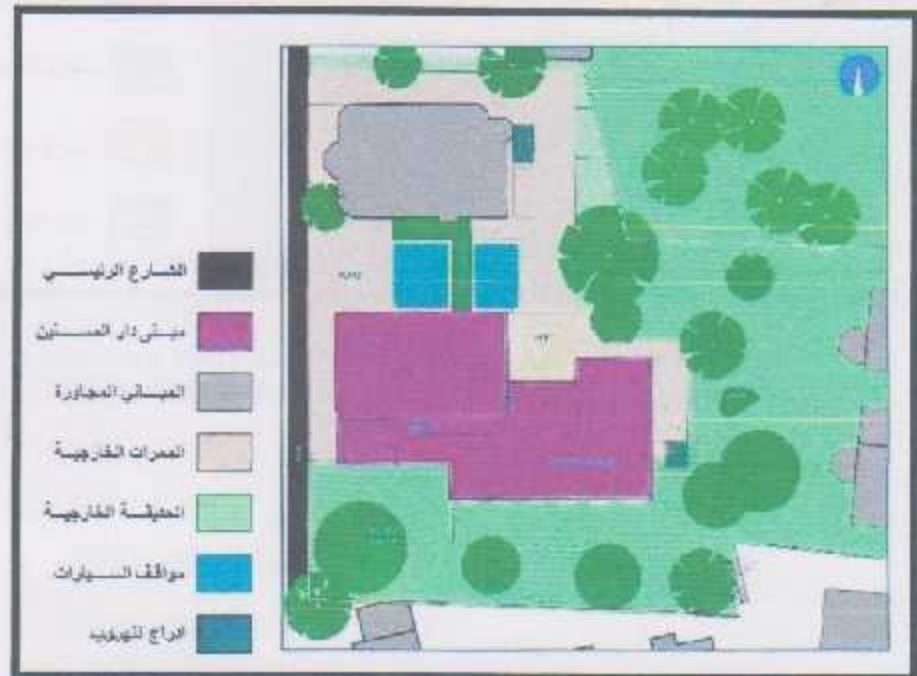 الشارع الرئيسي
مبنى دار المسنين
المباني المجاورة
الممرات الخارجية
الحديقة الخارجية
مواقف السيارات
ابراج للتهوية